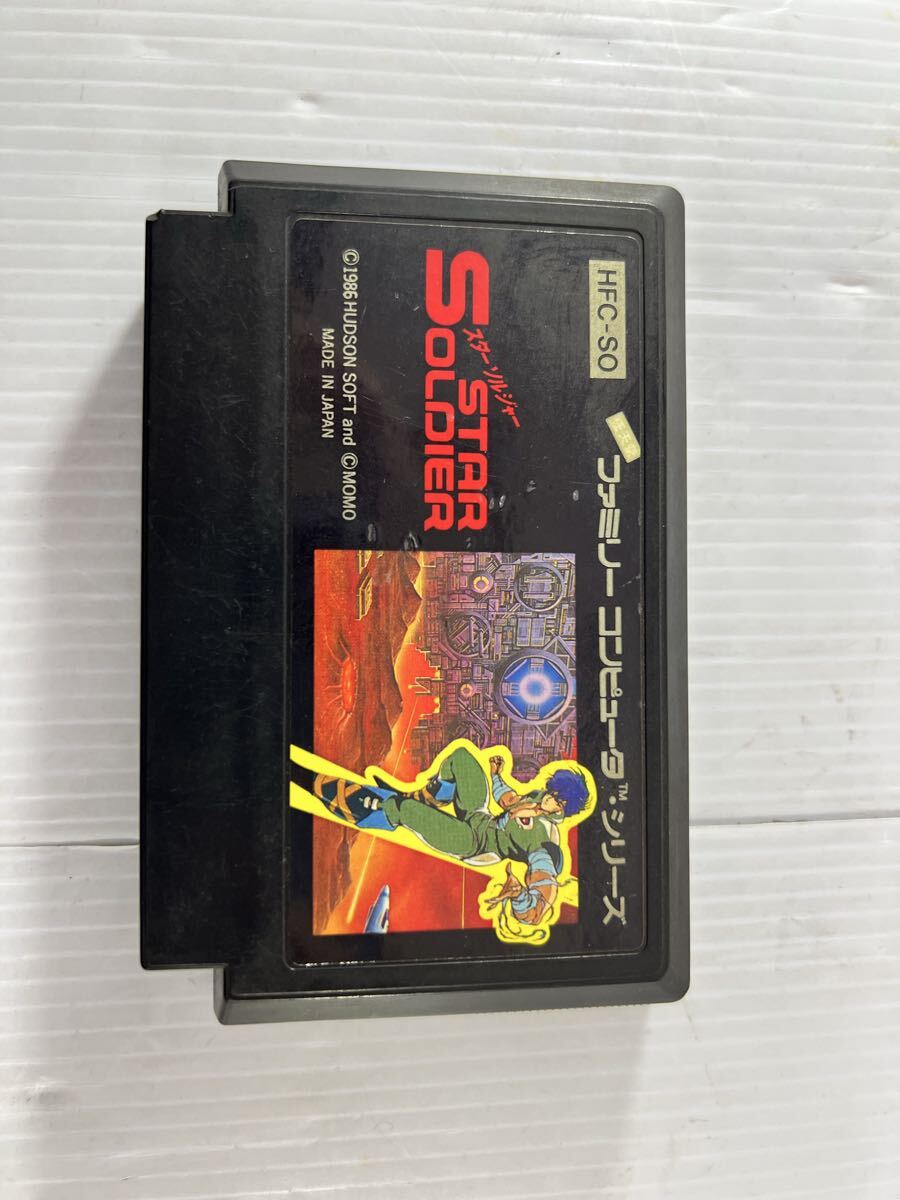 HFC-SO
ファミリー コンピュータ™シリーズ
スターソルジャー
STAR
SOLDIER
©1986 HUDSON SOFT and ©MOMO
MADE IN JAPAN